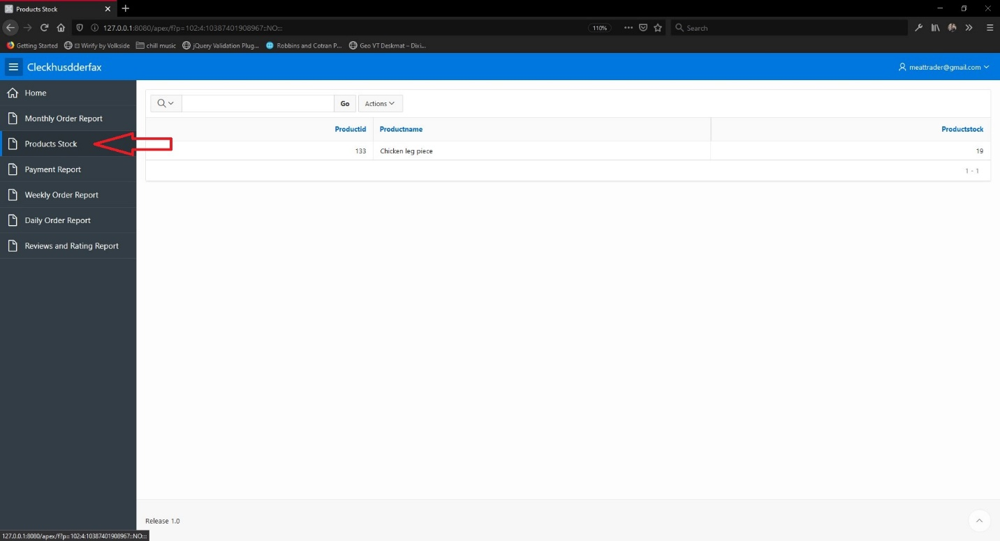 Products Stock
127.0.0.1:8080/apex/f?p=102:4:10387401908967::NO:::
110%
Search
Getting Started
Wirify by Volkside
chill music
jQuery Validation Plug...
Robbins and Cotran P...
Geo VT Deskmat – Dixi...
Cleckhusdderfax
meattrader@gmail.com
Home
Monthly Order Report
Products Stock
Payment Report
Weekly Order Report
Daily Order Report
Reviews and Rating Report
Go
Actions
Productid Productname Productstock
133 Chicken leg piece 19
1 - 1
Release 1.0
127.0.0.1:8080/apex/f?p=102:4:10387401908967::NO:::